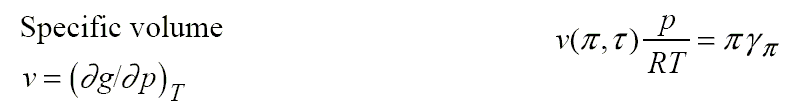 Specific volume
v = (∂g/∂p)_T
v(π, τ) p/RT = πγ_π